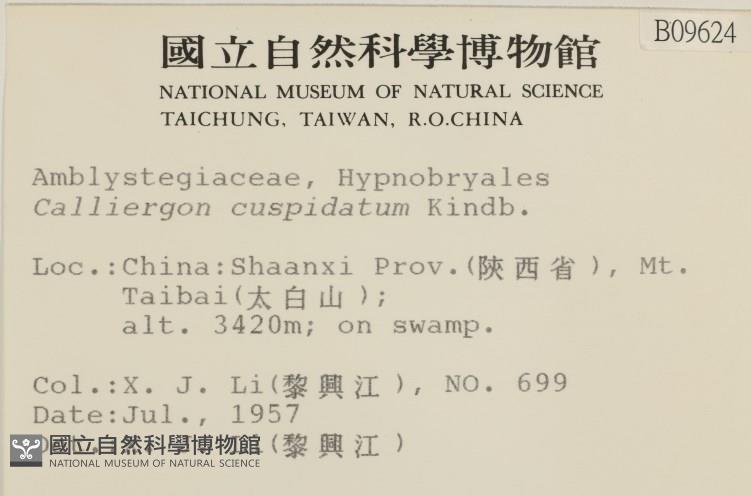 B09624
國立自然科學博物館
NATIONAL MUSEUM OF NATURAL SCIENCE
TAICHUNG, TAIWAN, R.O.CHINA
Amblystegiaceae, Hypnobryales
Calliergon cuspidatum Kindb.
Loc.:China:Shaanxi Prov.(陝西省), Mt.
Taibai(太白山);
alt. 3420m; on swamp.
Col.:X. J. Li(黎興江), NO. 699
Date:Jul., 1957
(黎興江)
國立自然科學博物館
NATIONAL MUSEUM OF NATURAL SCIENCE